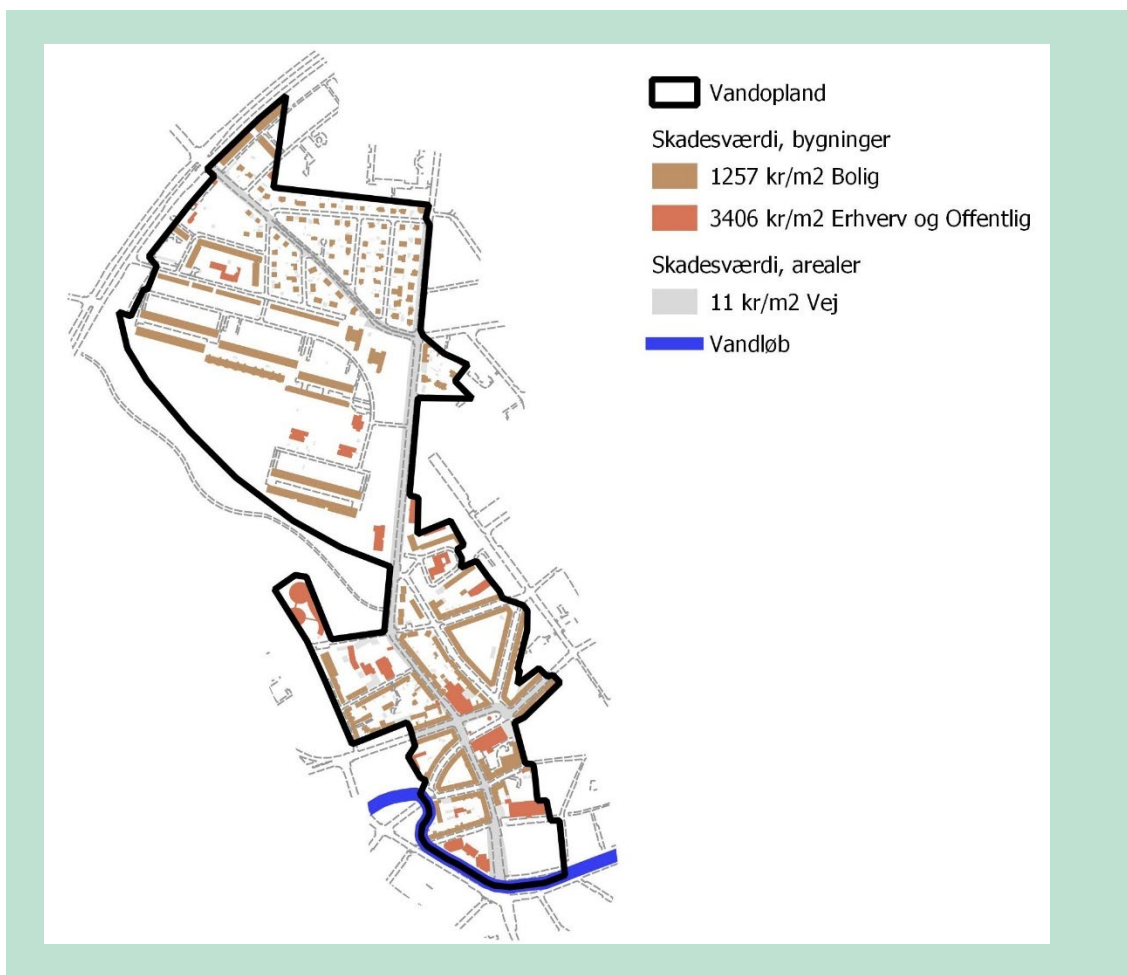 Vandopland
Skadesværdi, bygninger
1257 kr/m2 Bolig
3406 kr/m2 Erhverv og Offentlig
Skadesværdi, arealer
11 kr/m2 Vej
Vandløb